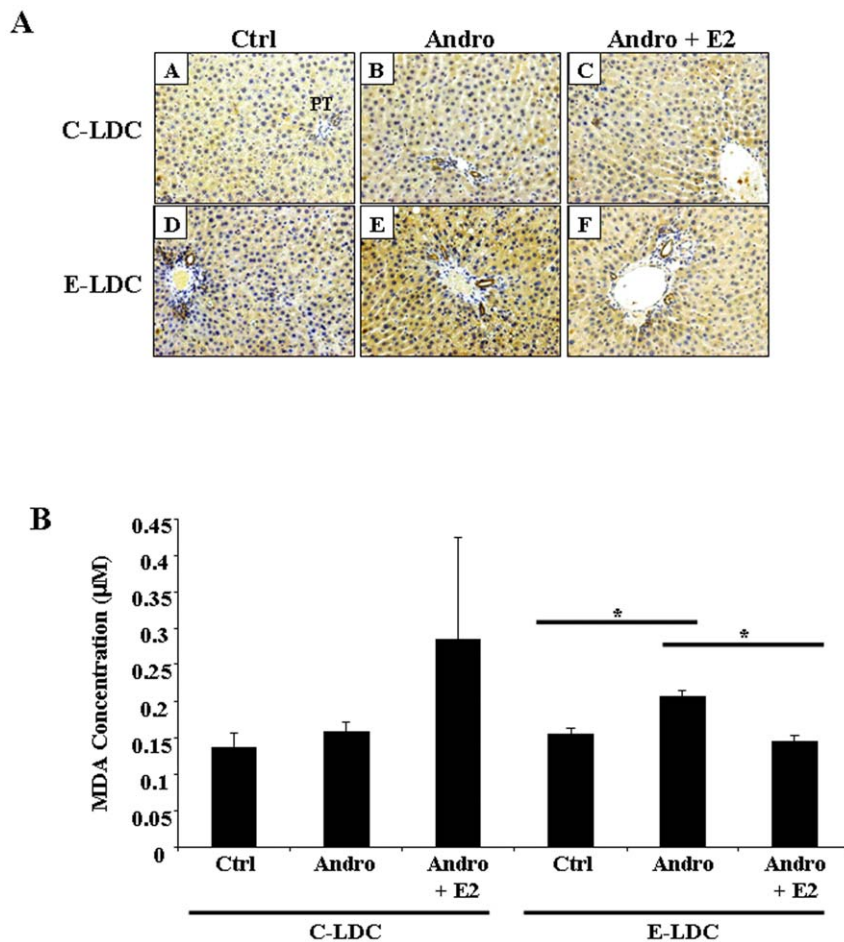 A
Ctrl Andro Andro + E2
A B C
PT
C-LDC
D E F
E-LDC
B
MDA Concentration (μM)
0.45
0.4
0.35
0.3
0.25
0.2
0.15
0.1
0.05
0
*
*
Ctrl Andro Andro Ctrl Andro Andro
+ E2 + E2
C-LDC E-LDC